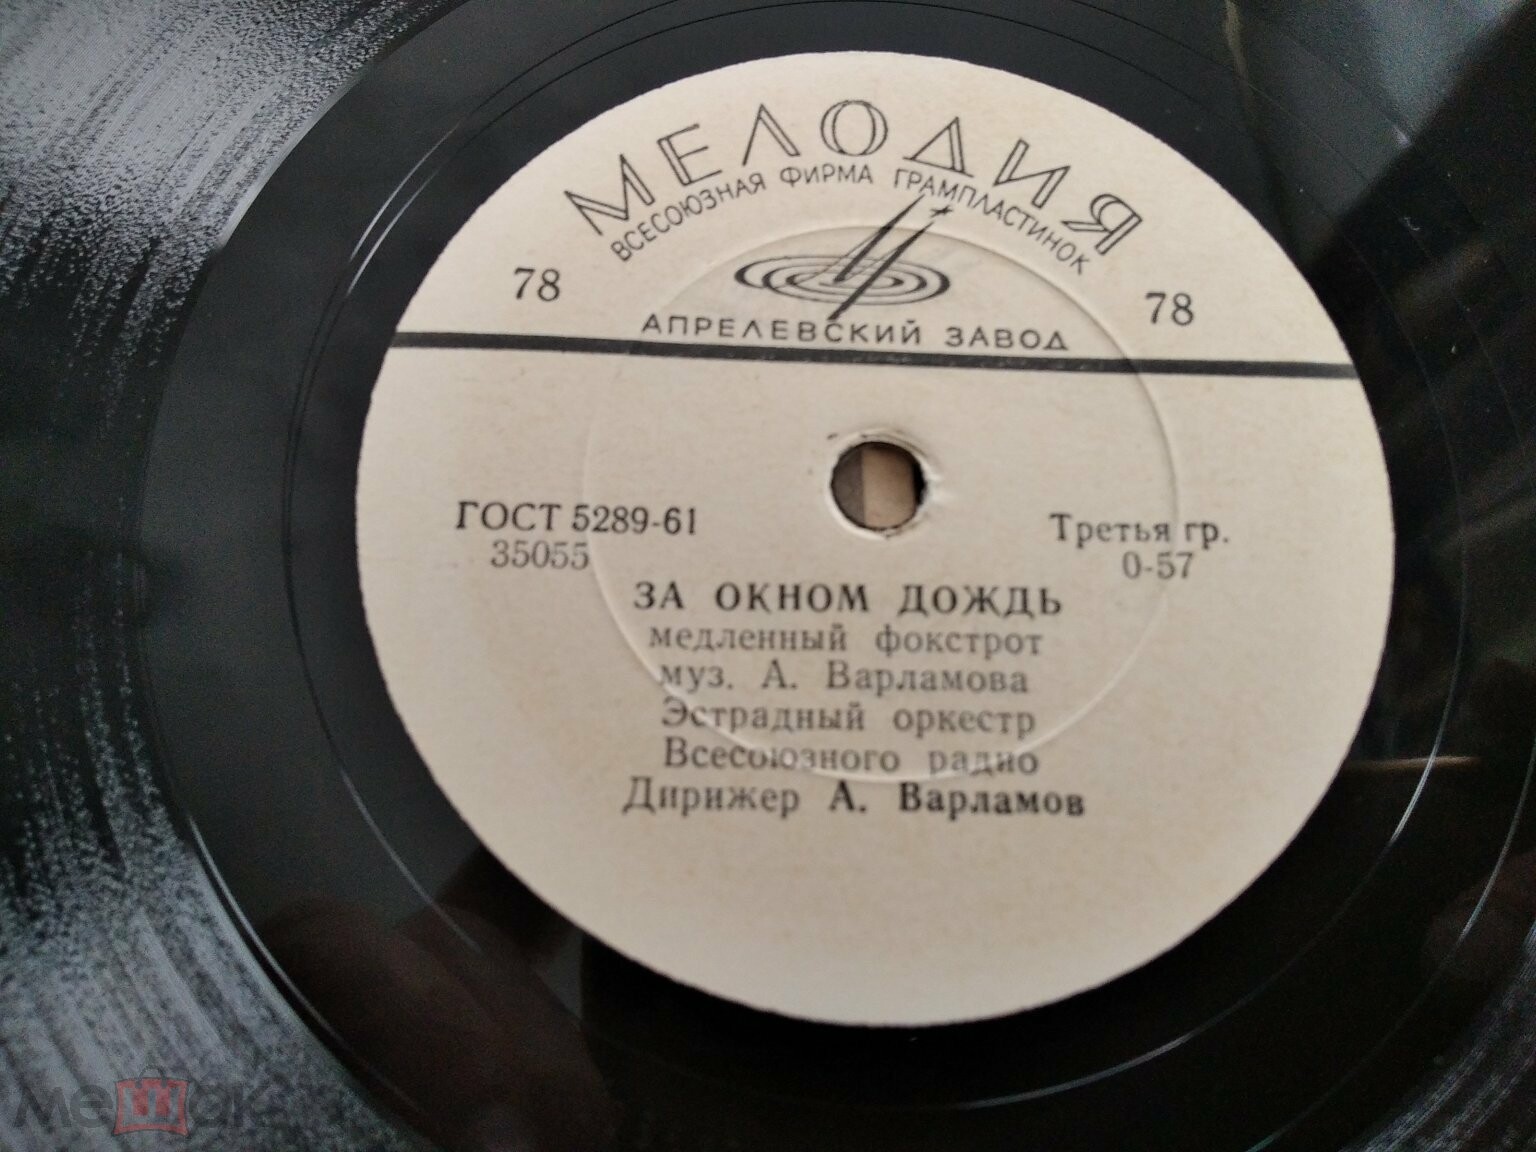 МЕЛОДИЯ
ВСЕСОЮЗНАЯ ФИРМА ГРАМПЛАСТИНОК
78 78
АПРЕЛЕВСКИЙ ЗАВОД
ГОСТ 5289-61 Третья гр.
35055 0-57
ЗА ОКНОМ ДОЖДЬ
медленный фокстрот
муз. А. Варламова
Эстрадный оркестр
Всесоюзного радио
Дирижер А. Варламов
мешок